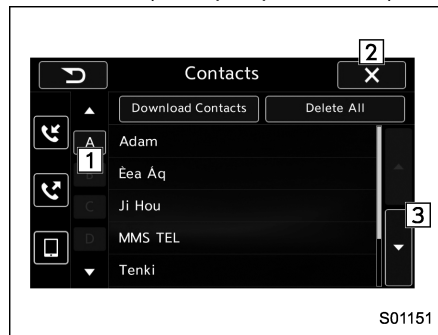 2
Contacts
Download Contacts Delete All
A Adam
1
B Èea Áq
C Ji Hou
3
D MMS TEL
Tenki
S01151